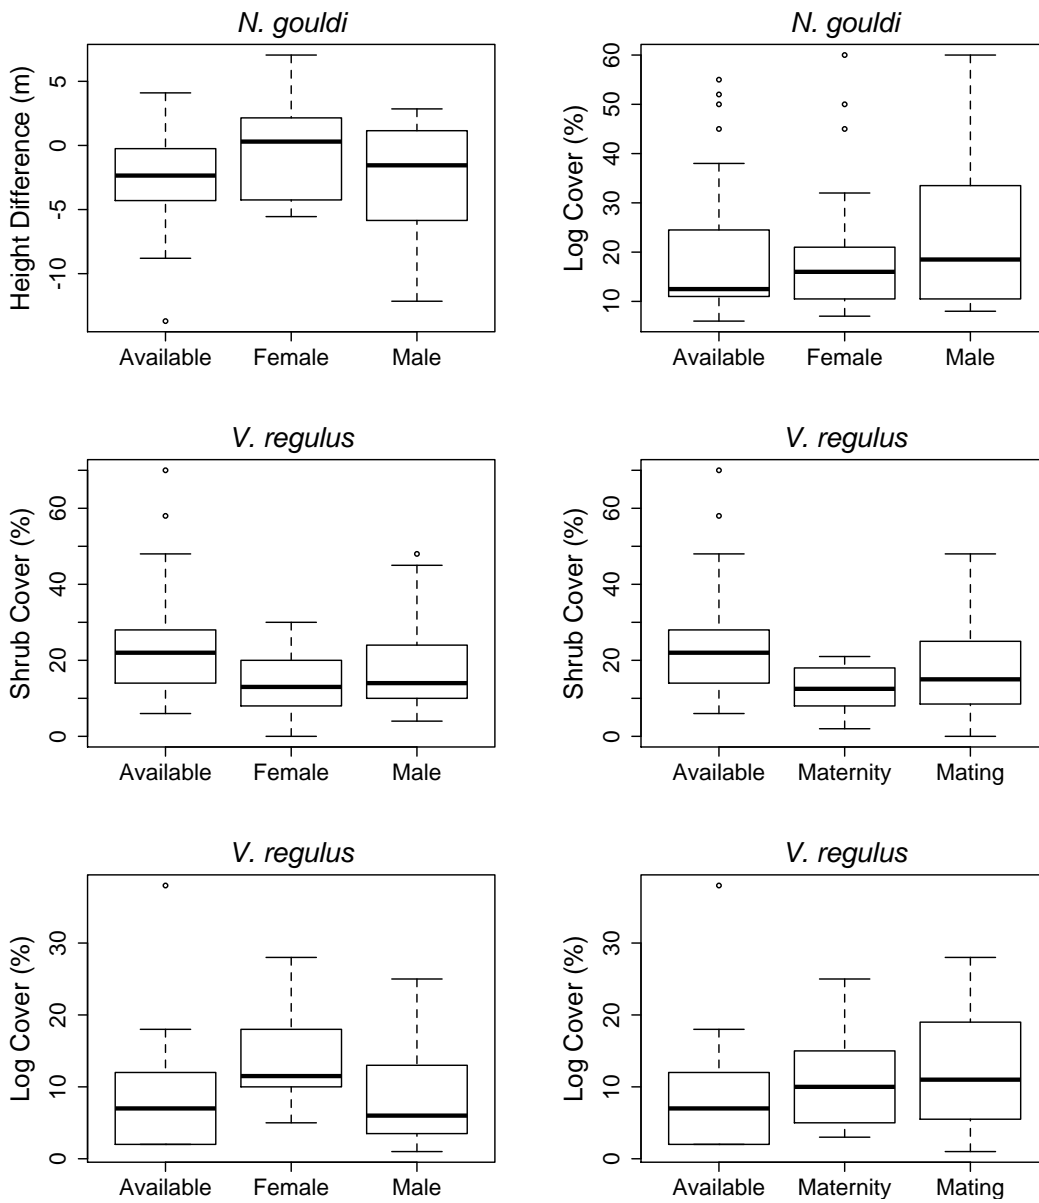 N. gouldi
Height Difference (m)
5
0
-5
-10
Available Female Male
N. gouldi
Log Cover (%)
60
50
40
30
20
10
Available Female Male
V. regulus
Shrub Cover (%)
60
40
20
0
Available Female Male
V. regulus
Shrub Cover (%)
60
40
20
0
Available Maternity Mating
V. regulus
Log Cover (%)
30
20
10
0
Available Female Male
V. regulus
Log Cover (%)
30
20
10
0
Available Maternity Mating